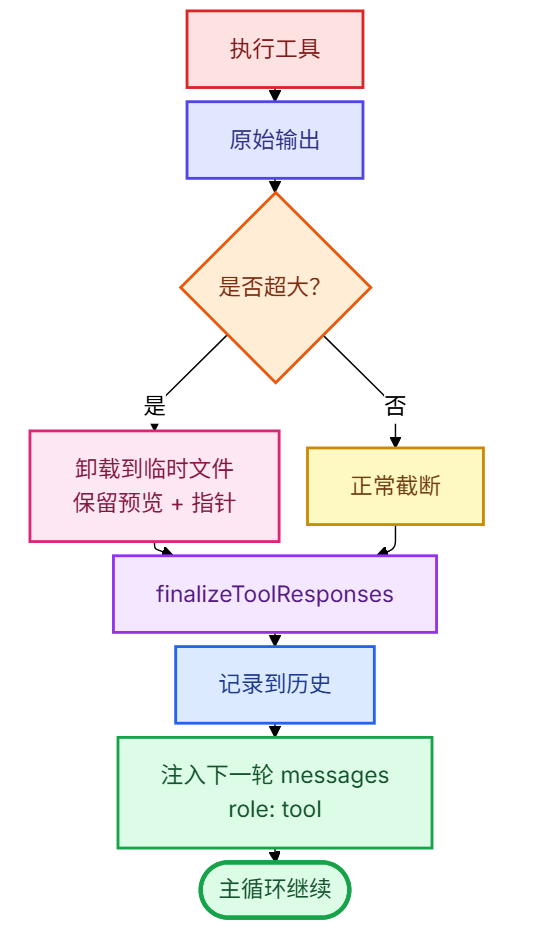 执行工具
原始输出
是否超大？
是
否
卸载到临时文件
保留预览 + 指针
正常截断
finalizeToolResponses
记录到历史
注入下一轮 messages
role: tool
主循环继续